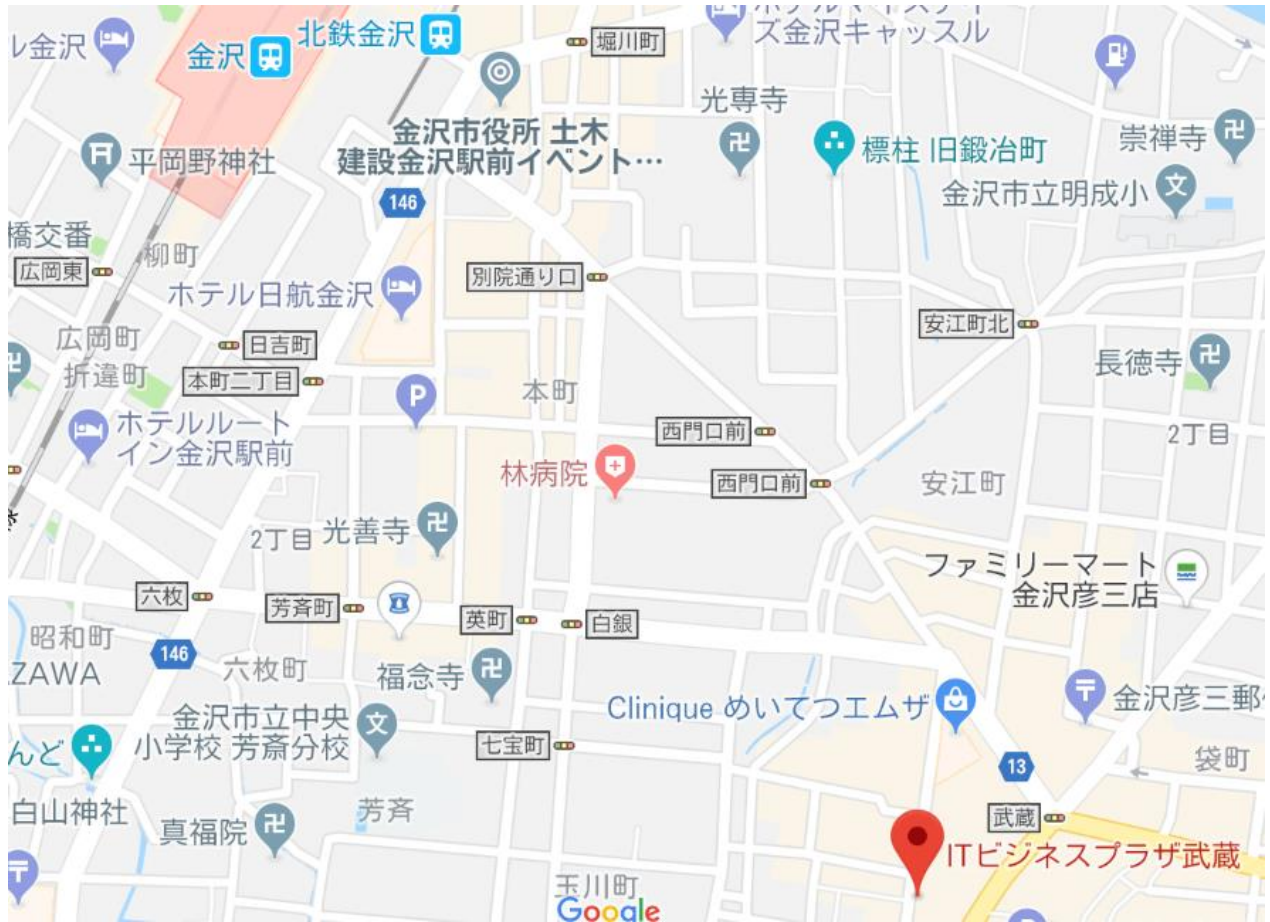 ル金沢
金沢
北鉄金沢
堀川町
ズ金沢キャッスル
光専寺
標柱 旧鍛冶町
崇禅寺
金沢市役所 土木
建設金沢駅前イベント…
平岡野神社
金沢市立明成小
146
橋交番
柳町
広岡東
別院通り口
ホテル日航金沢
安江町北
広岡町
日吉町
長徳寺
折違町
本町二丁目
本町
P
ホテルルート
イン金沢駅前
西門口前
2丁目
林病院
西門口前
安江町
2丁目
光善寺
ファミリーマート
金沢彦三店
六枚
芳斉町
英町
白銀
昭和町
146
六枚町
ZAWA
福念寺
Clinique めいてつエムザ
金沢彦三郵
金沢市立中央
小学校 芳斎分校
七宝町
んど
13
袋町
白山神社
真福院
芳斉
武蔵
ITビジネスプラザ武蔵
玉川町
Google